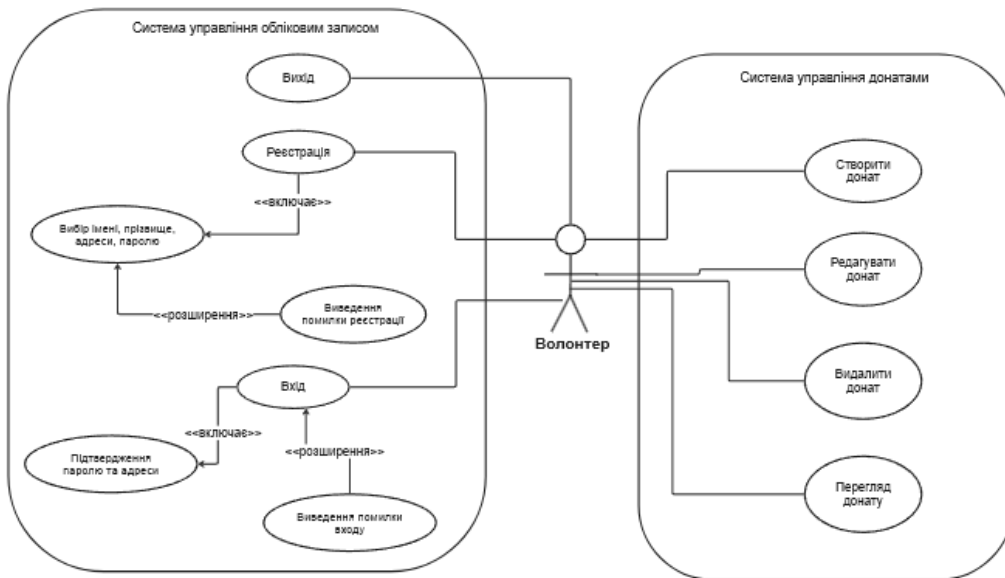 Система управління обліковим записом
Вихід
Реєстрація
<<включає>>
Вибір імені, прізвище,
адреси, паролю
<<розширення>>
Виведення
помилки реєстрації
Вхід
<<включає>>
<<розширення>>
Підтвердження
паролю та адреси
Виведення помилки
входу
Волонтер
Система управління донатами
Створити
донат
Редагувати
донат
Видалити
донат
Перегляд
донату